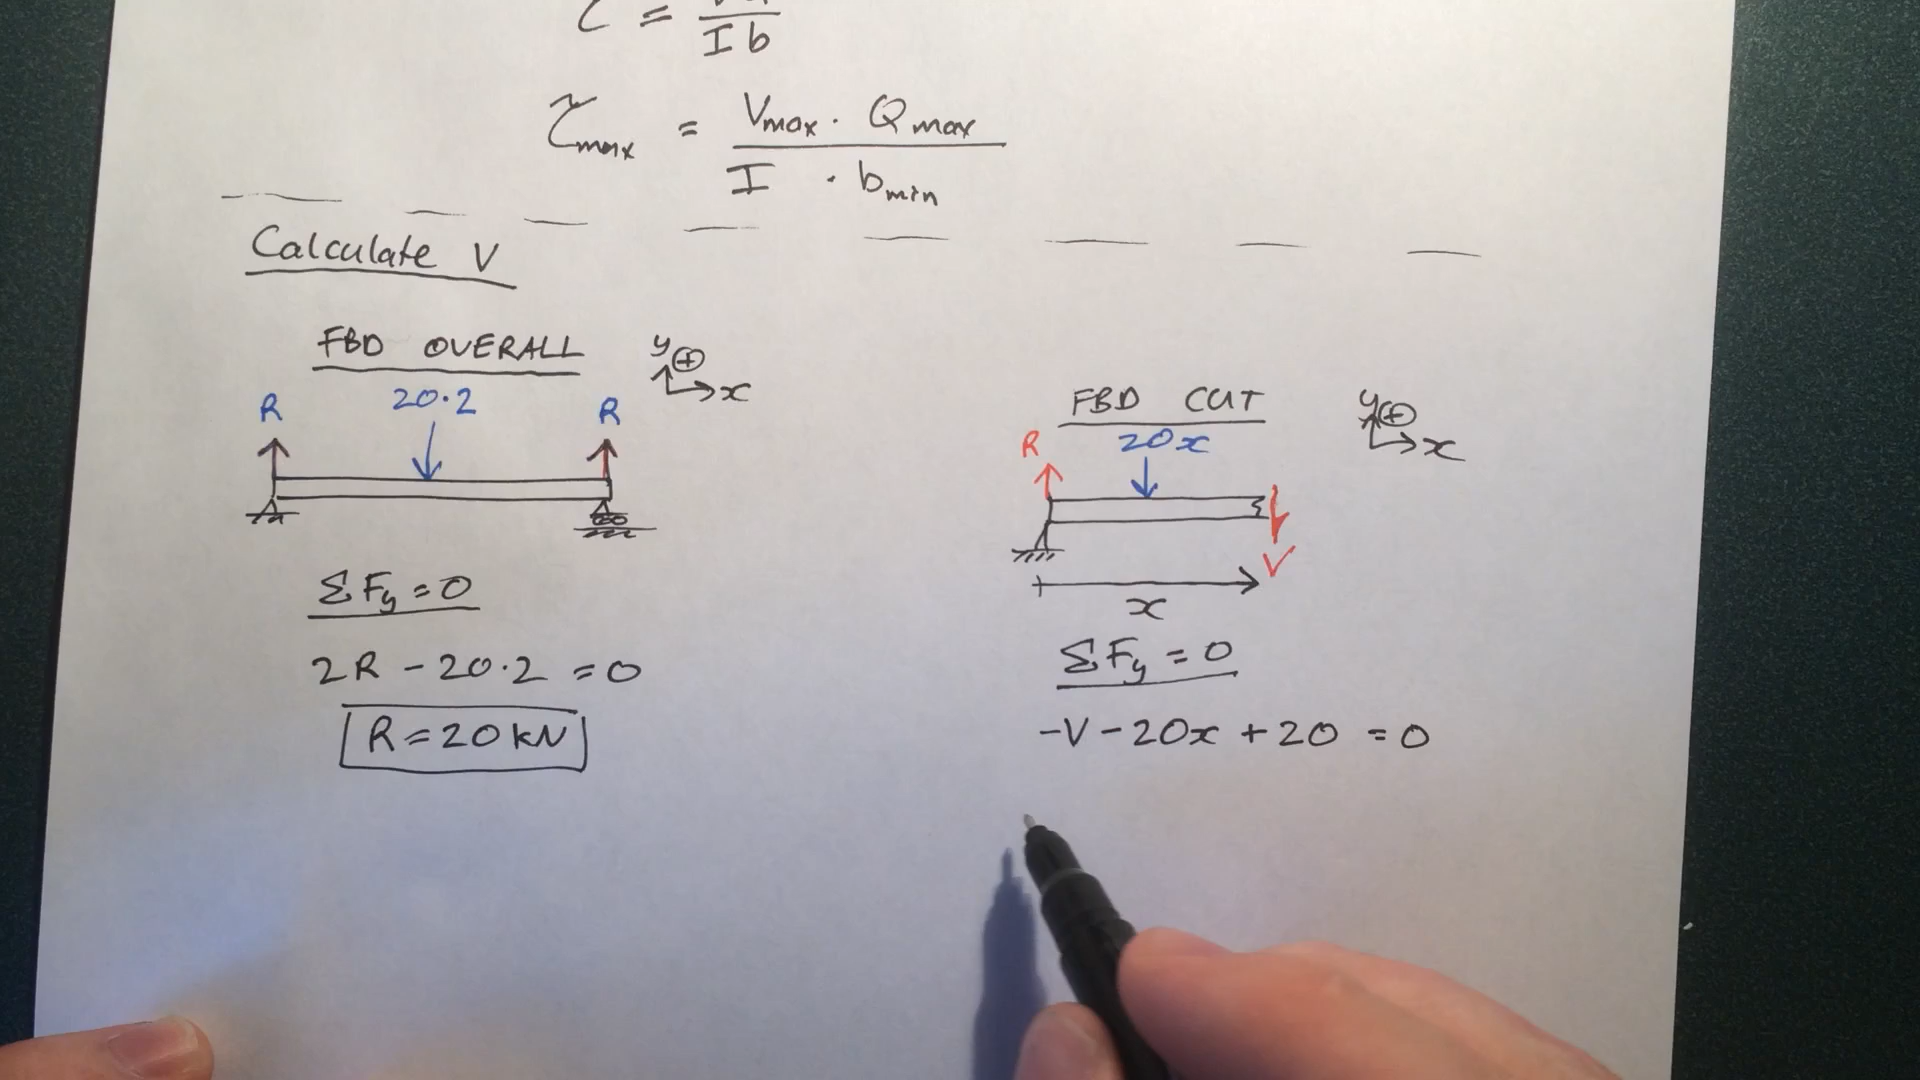 τ = 
I b
τmax = Vmax · Qmax
I · bmin
Calculate V
FBD OVERALL
y + x
R 20·2 R
ΣFy = 0
2R - 20·2 = 0
R = 20 kN
FBD CUT
y + x
R 20x
V
x
ΣFy = 0
-V - 20x + 20 = 0